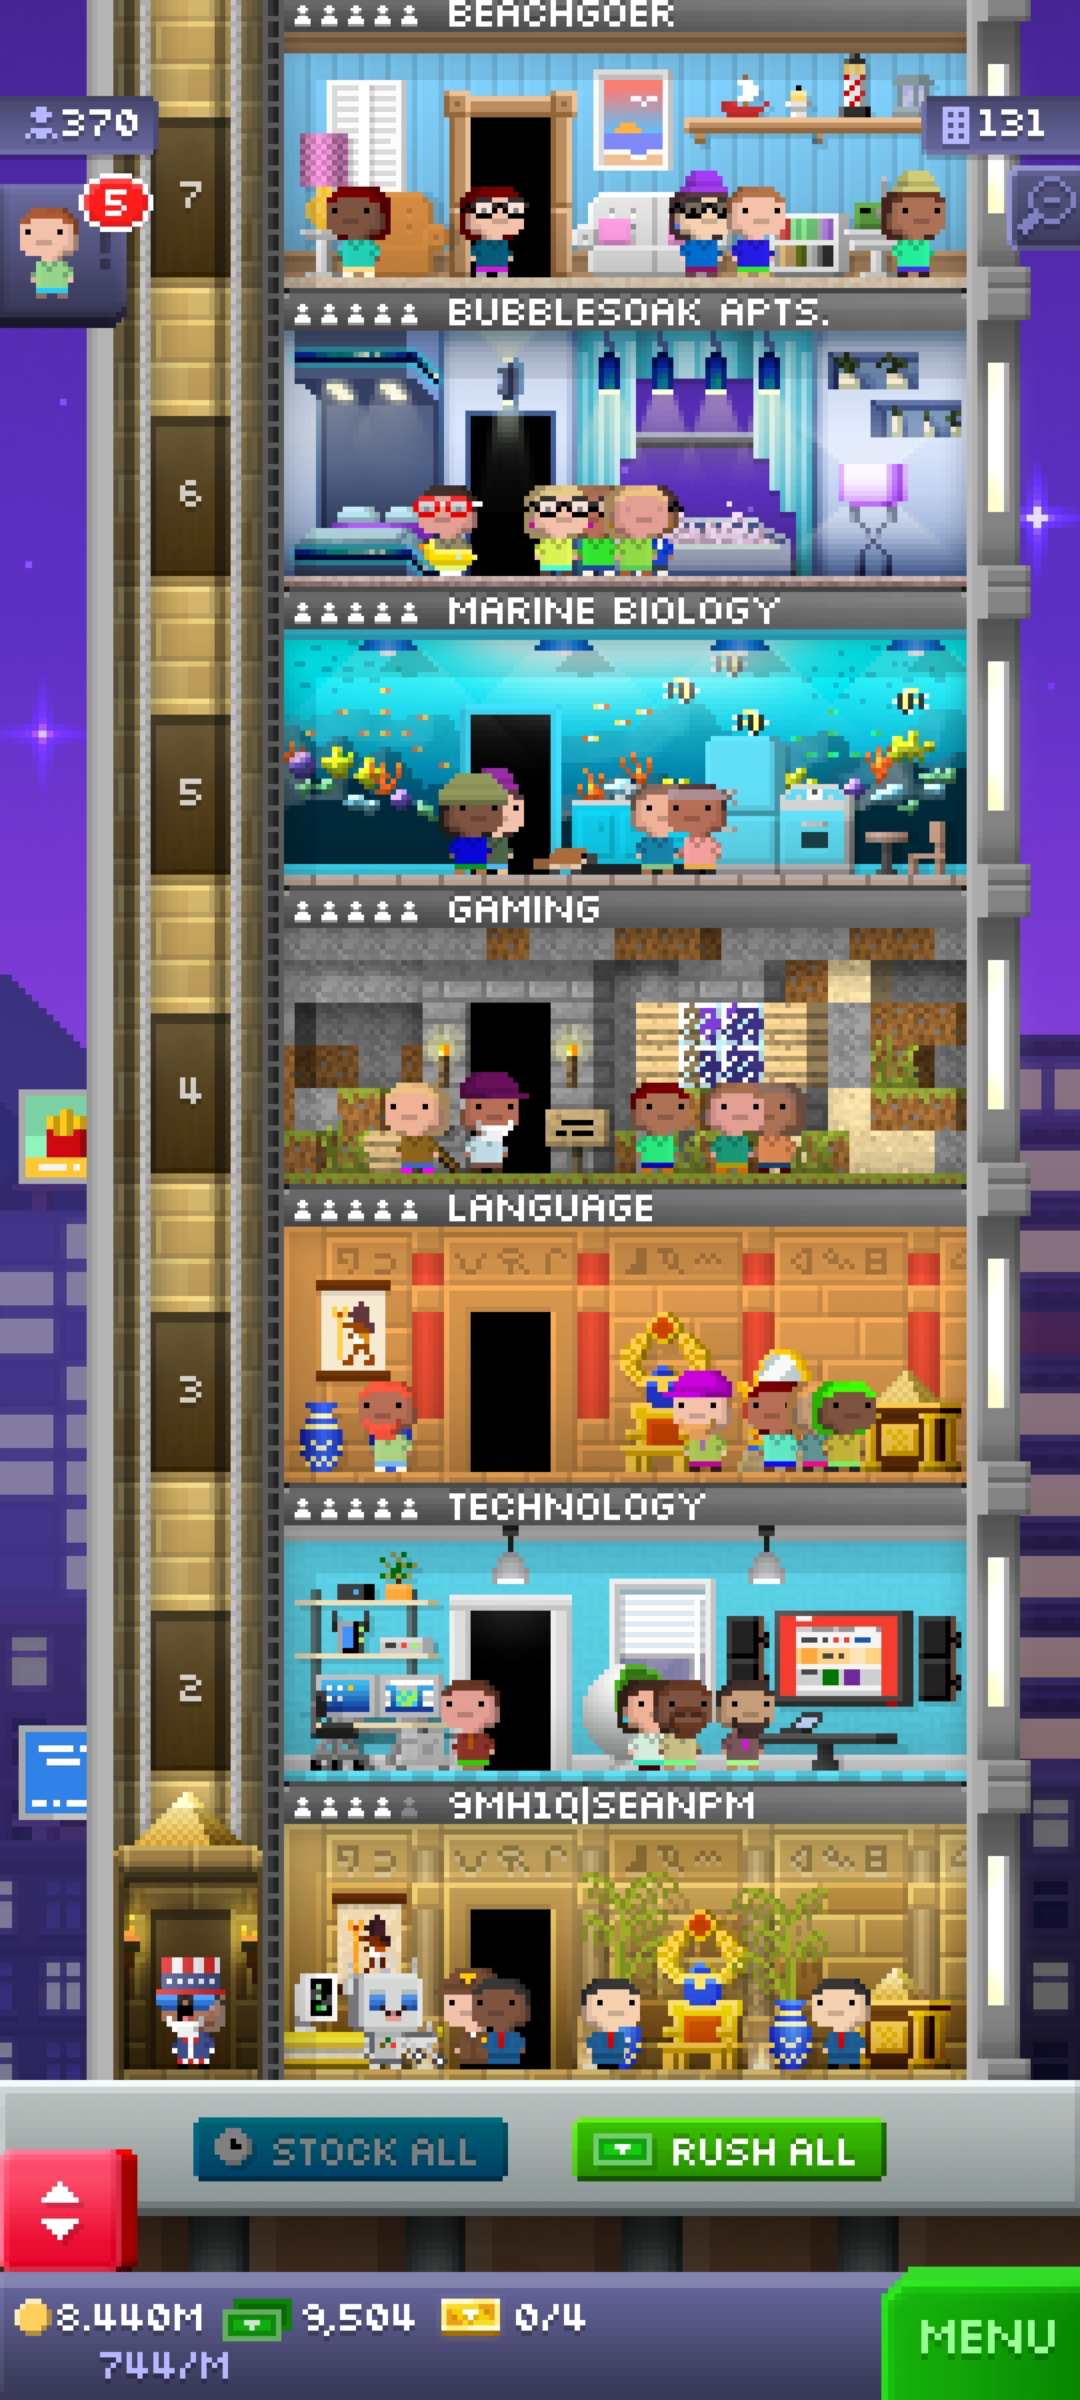 BEACHGOER
370
131
5
7
BUBBLESOAK APTS.
6
MARINE BIOLOGY
5
GAMING
4
LANGUAGE
3
TECHNOLOGY
2
9MH1Q|SEANPM
STOCK ALL
RUSH ALL
8.440M 9,504 0/4
744/M
MENU